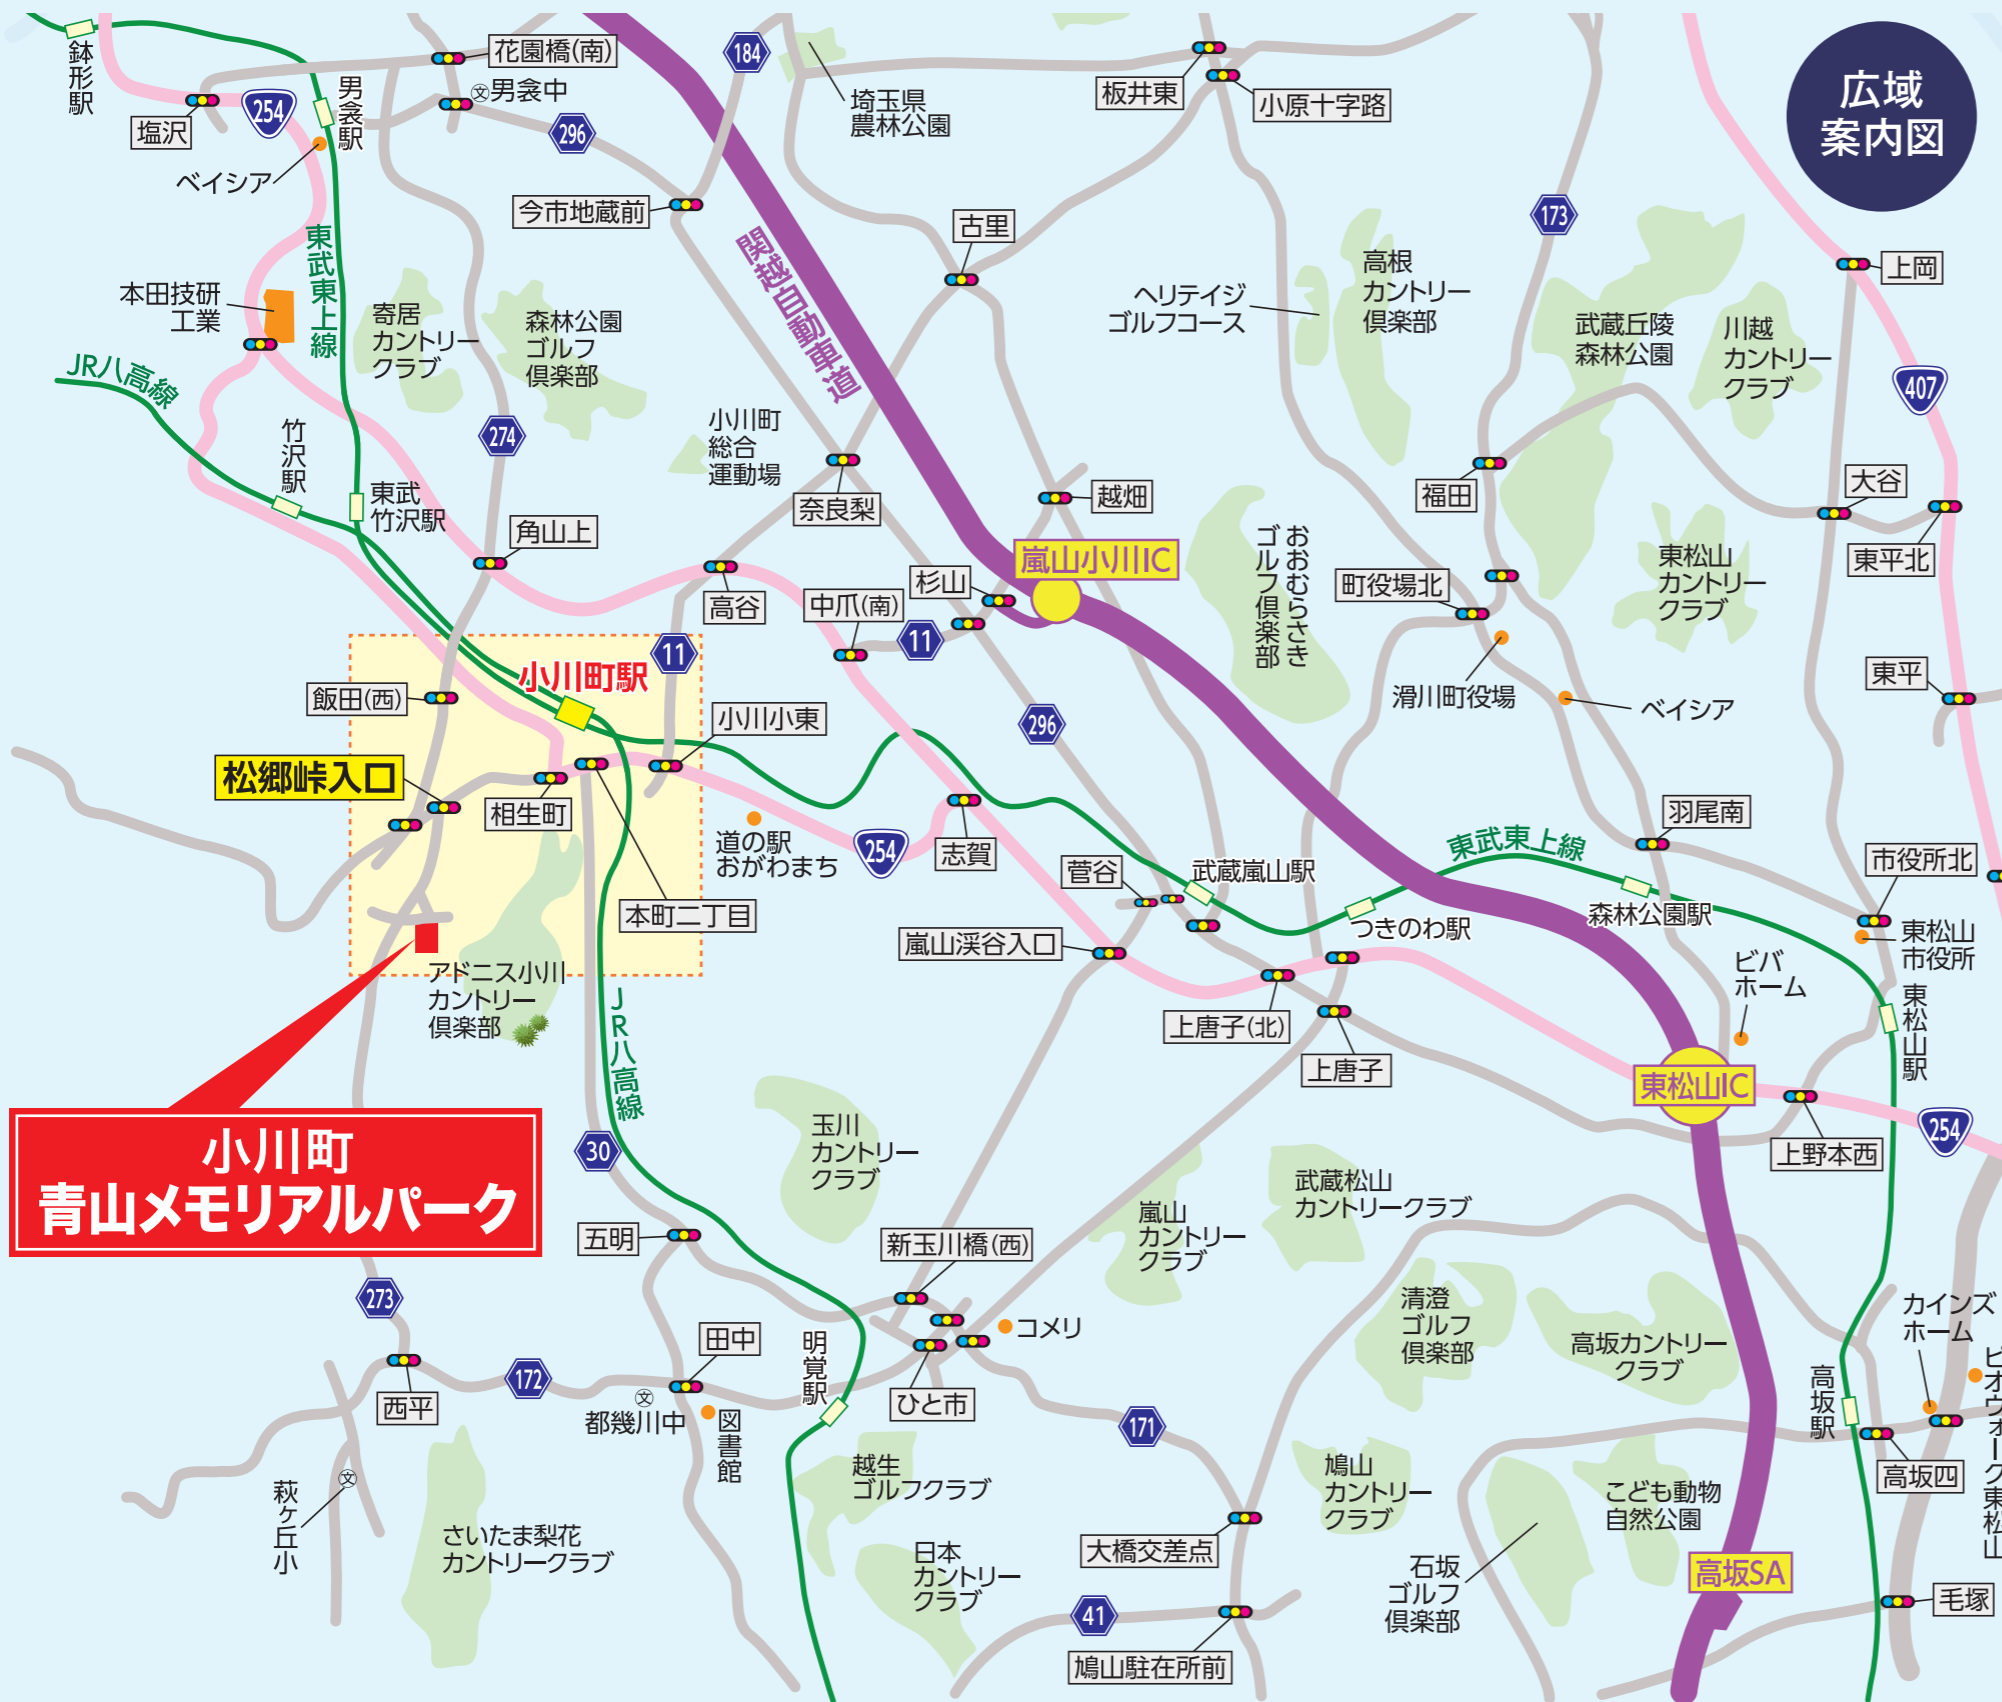 広域
案内図
鉢形駅
男衾駅
花園橋(南)
文
男衾中
塩沢
254
ベイシア
296
184
埼玉県
農林公園
板井東
小原十字路
今市地蔵前
古里
173
上岡
東武東上線
関越自動車道
本田技研
工業
寄居
カントリー
クラブ
森林公園
ゴルフ
倶楽部
ヘリテイジ
ゴルフコース
高根
カントリー
倶楽部
武蔵丘陵
森林公園
川越
カントリー
クラブ
407
JR八高線
竹沢駅
東武
竹沢駅
274
小川町
総合
運動場
奈良梨
越畑
福田
大谷
東平北
角山上
高谷
中爪(南)
杉山
嵐山小川IC
11
おおむらさき
ゴルフ倶楽部
町役場北
東松山
カントリー
クラブ
滑川町役場
ベイシア
東平
11
小川町駅
飯田(西)
小川小東
296
松郷峠入口
相生町
本町二丁目
道の駅
おがわまち
254
志賀
菅谷
武蔵嵐山駅
東武東上線
羽尾南
市役所北
つきのわ駅
森林公園駅
嵐山渓谷入口
東松山
市役所
ビバ
ホーム
東松山駅
アドニス小川
カントリー
倶楽部
JR八高線
上唐子(北)
上唐子
東松山IC
上野本西
254
小川町
青山メモリアルパーク
30
玉川
カントリー
クラブ
武蔵松山
カントリークラブ
嵐山
カントリー
クラブ
五明
新玉川橋(西)
273
コメリ
清澄
ゴルフ
倶楽部
高坂カントリー
クラブ
カインズ
ホーム
ピオウォーク東松山
田中
明覚駅
西平
172
文
都幾川中
図書館
ひと市
171
高坂駅
高坂四
越生
ゴルフクラブ
鳩山
カントリー
クラブ
こども動物
自然公園
萩ヶ丘小
文
さいたま梨花
カントリークラブ
日本
カントリー
クラブ
大橋交差点
石坂
ゴルフ
倶楽部
高坂SA
毛塚
41
鳩山駐在所前